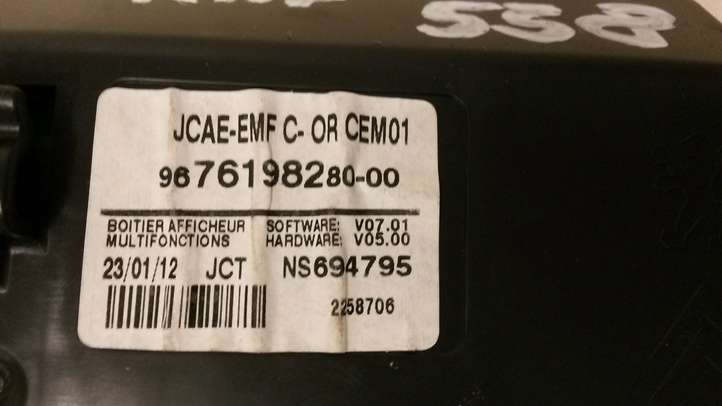 558
JCAE-EMF C- OR CEM01
9676198280-00
BOITIER AFFICHEUR SOFTWARE: V07.01
MULTIFONCTIONS HARDWARE: V05.00
23/01/12 JCT NS694795
2258706